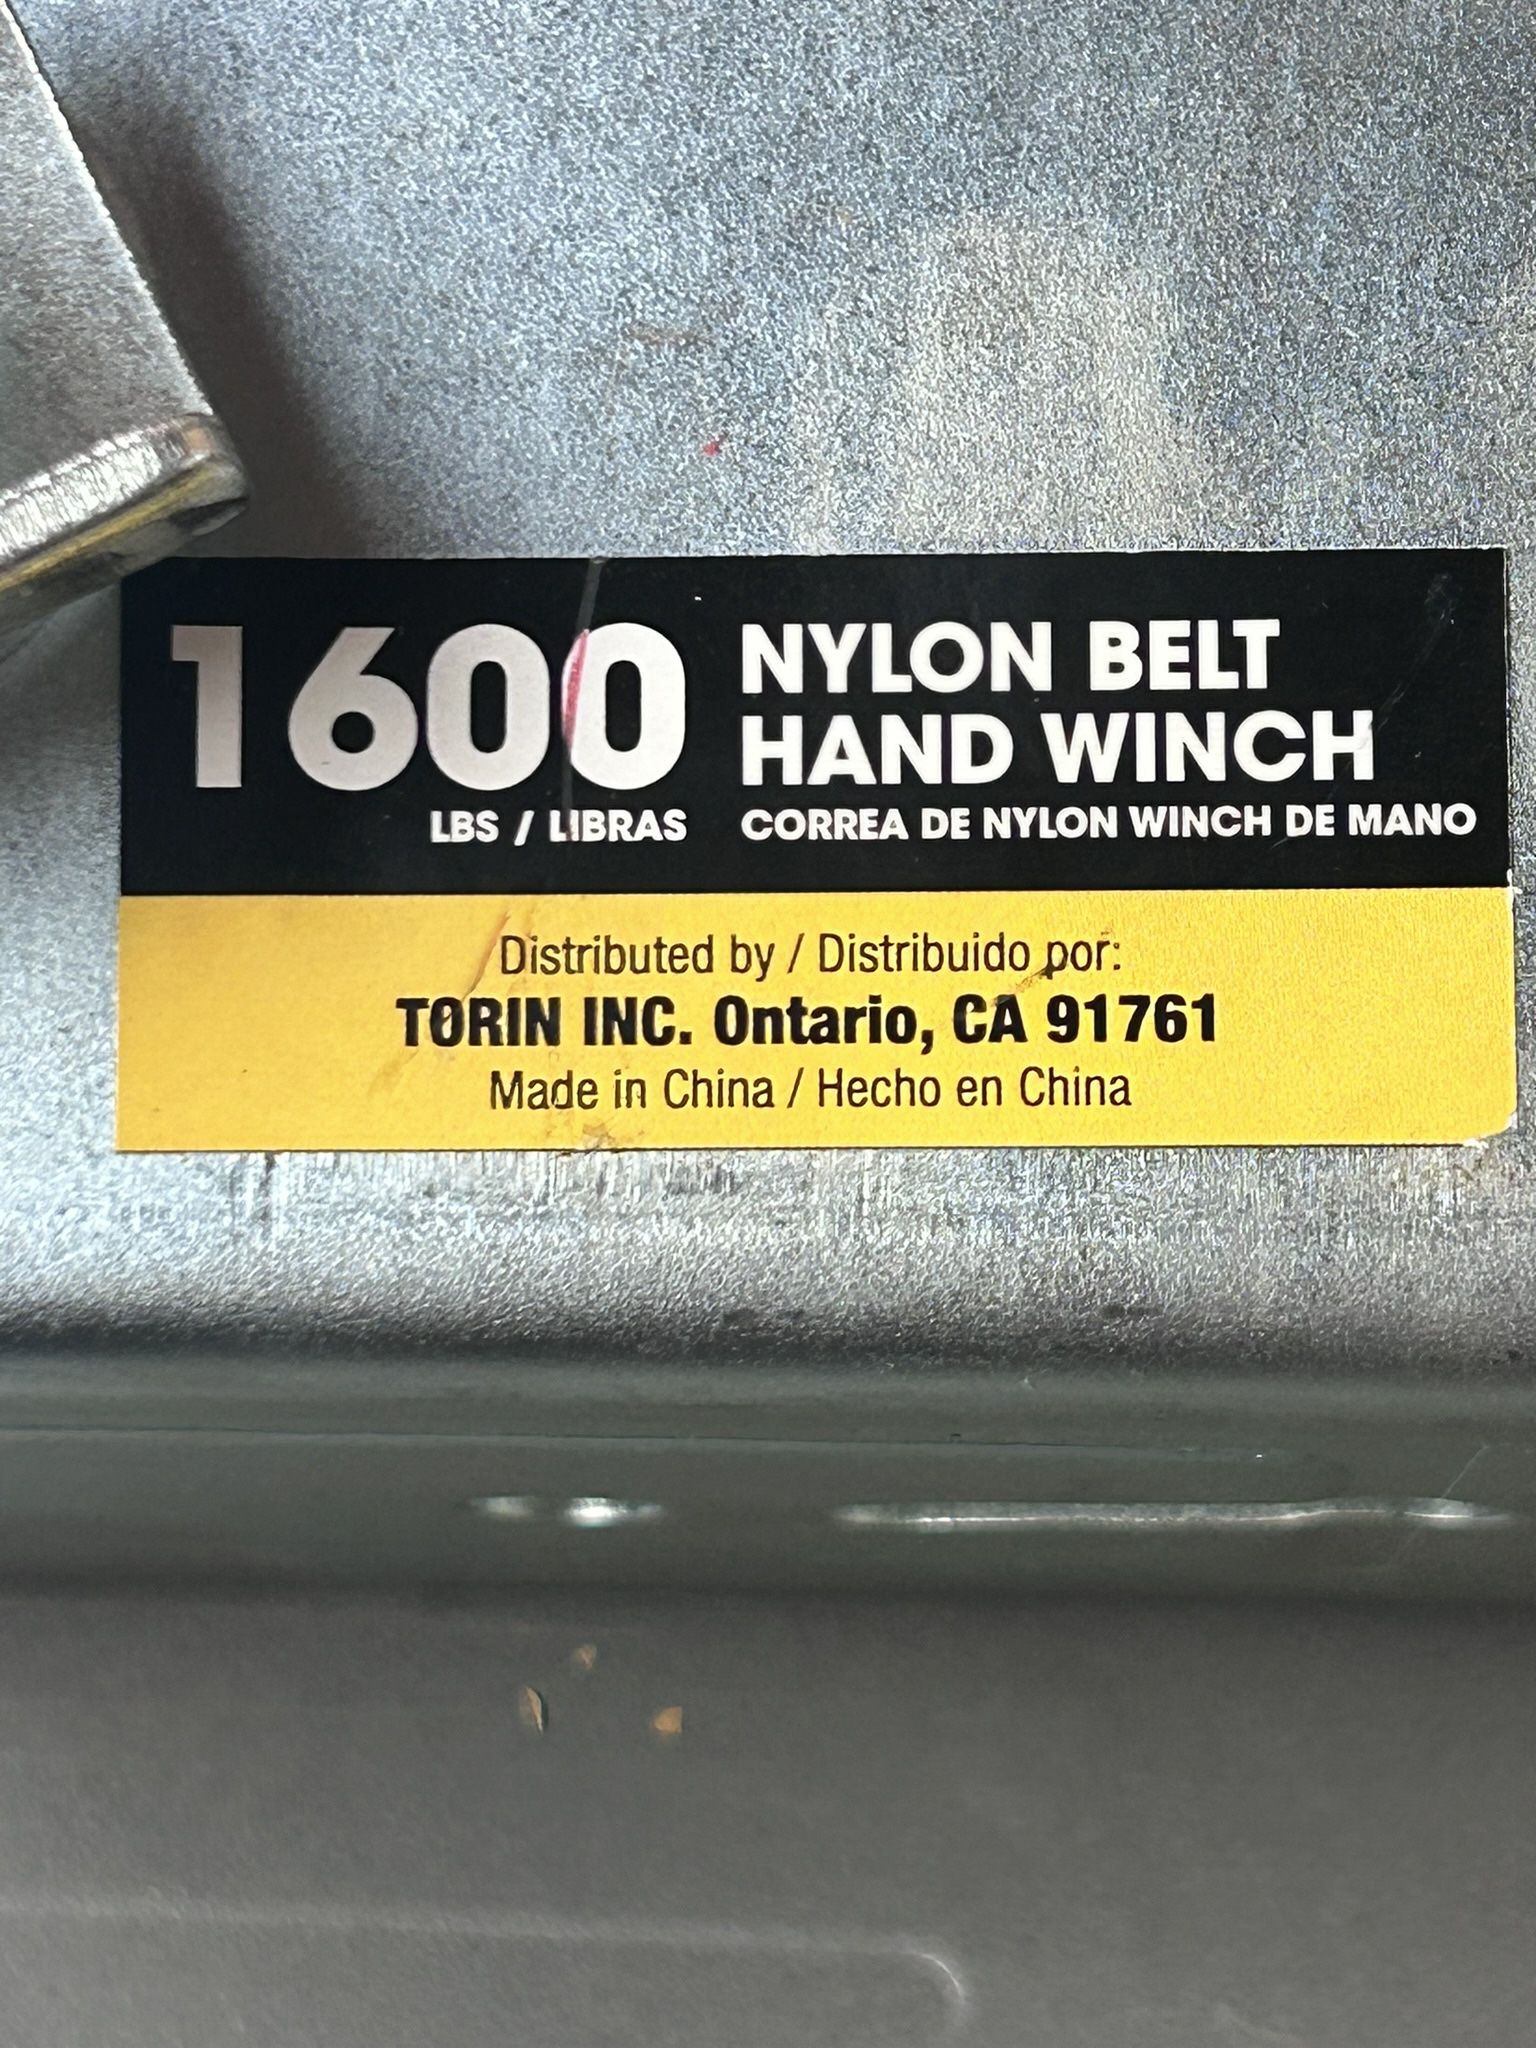 1600 NYLON BELT
HAND WINCH
LBS / LIBRAS CORREA DE NYLON WINCH DE MANO
Distributed by / Distribuido por:
TORIN INC. Ontario, CA 91761
Made in China / Hecho en China